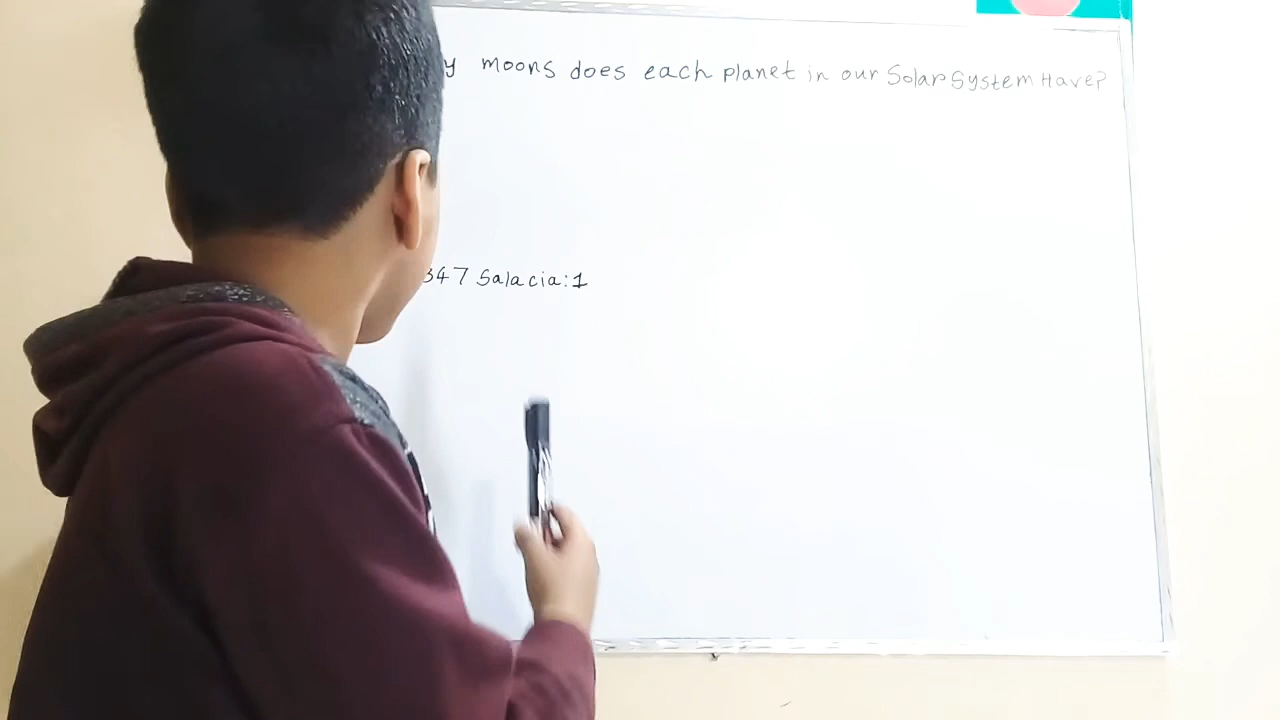 y moons does each planet in our Solar System Have?
347 Salacia:1